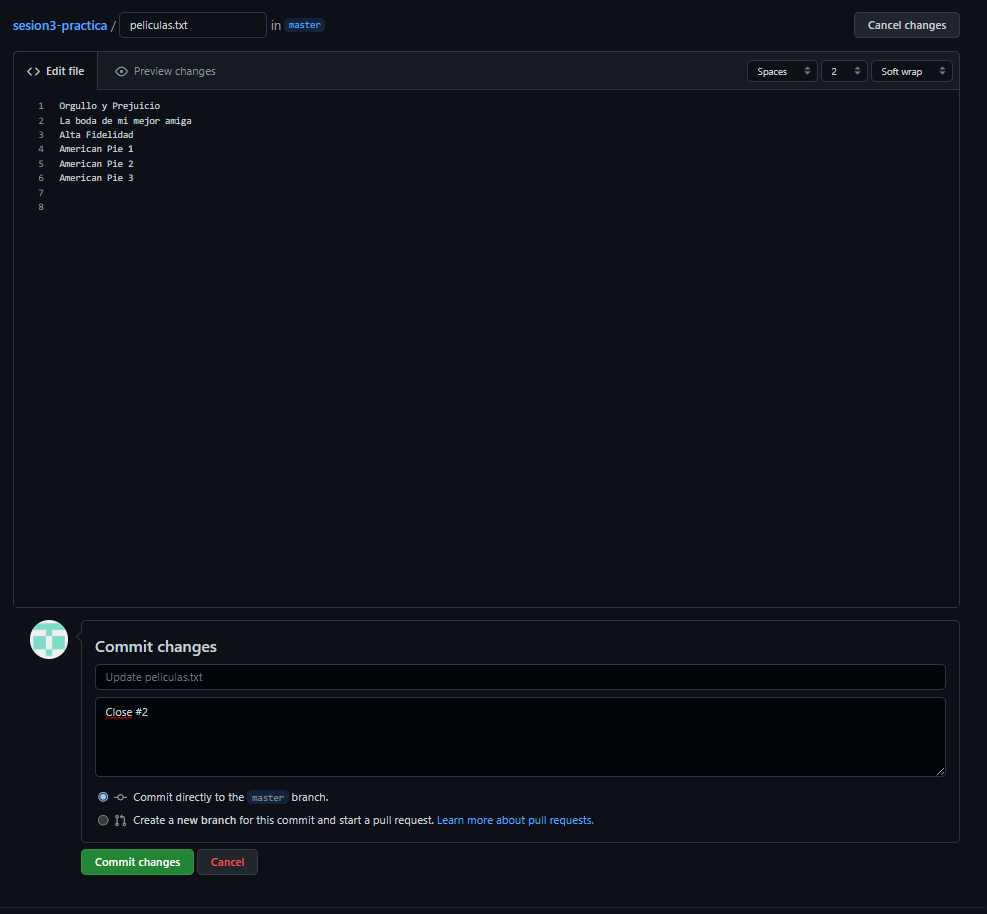 sesion3-practica / peliculas.txt in master Cancel changes
<> Edit file Preview changes Spaces 2 Soft wrap
1 Orgullo y Prejuicio
2 La boda de mi mejor amiga
3 Alta Fidelidad
4 American Pie 1
5 American Pie 2
6 American Pie 3
7
8
Commit changes
Update peliculas.txt
Close #2
Commit directly to the master branch.
Create a new branch for this commit and start a pull request. Learn more about pull requests.
Commit changes Cancel